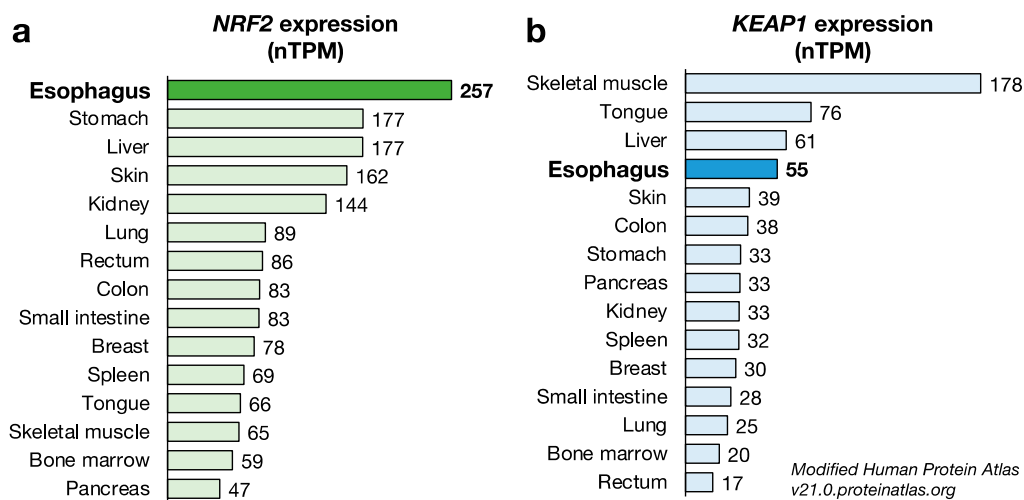 a
NRF2 expression
(nTPM)
Esophagus 257
Stomach 177
Liver 177
Skin 162
Kidney 144
Lung 89
Rectum 86
Colon 83
Small intestine 83
Breast 78
Spleen 69
Tongue 66
Skeletal muscle 65
Bone marrow 59
Pancreas 47
b
KEAP1 expression
(nTPM)
Skeletal muscle 178
Tongue 76
Liver 61
Esophagus 55
Skin 39
Colon 38
Stomach 33
Pancreas 33
Kidney 33
Spleen 32
Breast 30
Small intestine 28
Lung 25
Bone marrow 20
Rectum 17
Modified Human Protein Atlas
v21.0.proteinatlas.org